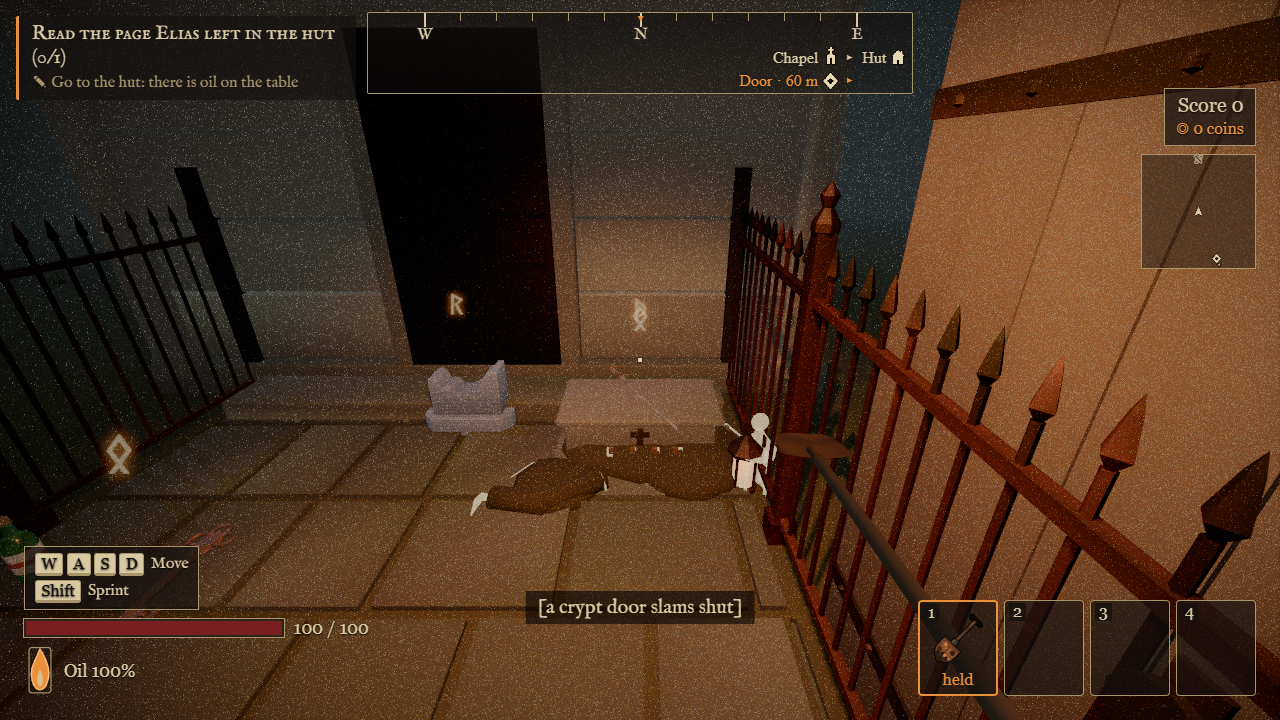 READ THE PAGE ELIAS LEFT IN THE HUT
(0/1)
Go to the hut: there is oil on the table
W N E
Chapel Hut
Door · 60 m
Score 0
0 coins
N
ᚱ
ᛟ
W A S D Move
Shift Sprint
[a crypt door slams shut]
100 / 100
Oil 100%
1 2 3 4
held